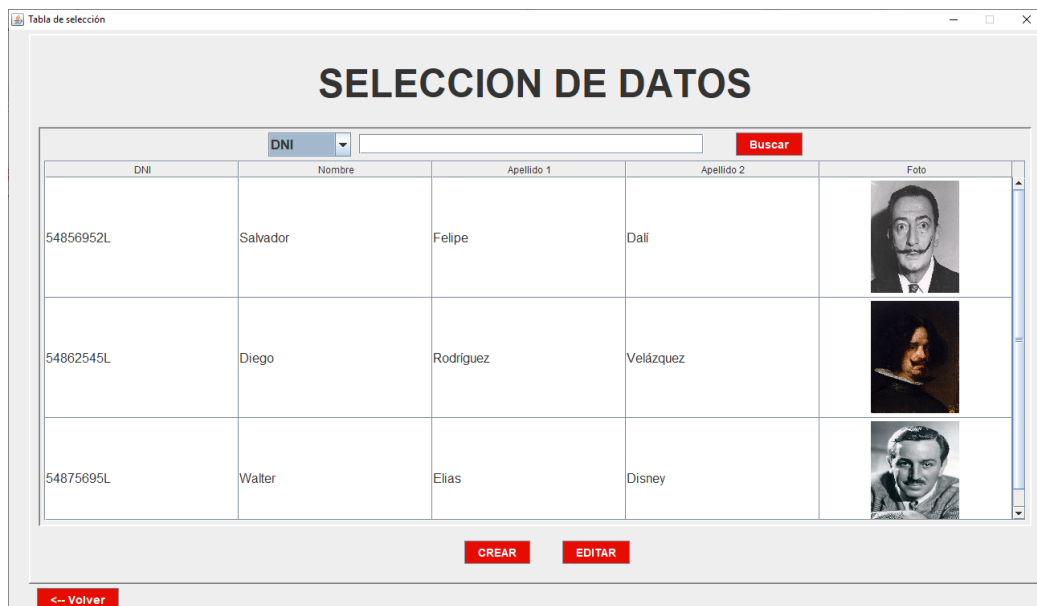 Tabla de selección
SELECCION DE DATOS
DNI Buscar
DNI Nombre Apellido 1 Apellido 2 Foto
54856952L Salvador Felipe Dalí
54862545L Diego Rodríguez Velázquez
54875695L Walter Elias Disney
CREAR EDITAR
<-- Volver